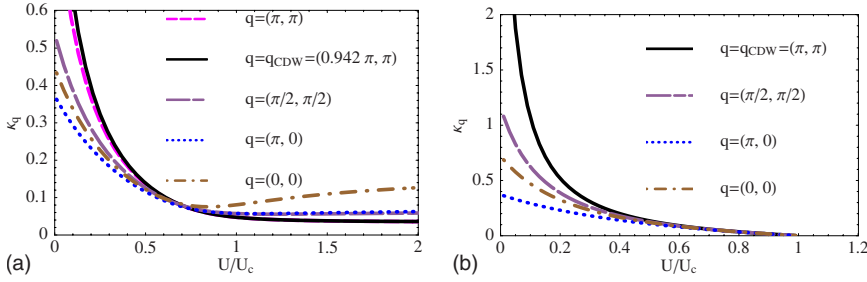 0.6
0.5
0.4
0.3
0.2
0.1
0
0
0.5
1
1.5
2
κq
U/Uc
q=(π, π)
q=qCDW=(0.942 π, π)
q=(π/2, π/2)
q=(π, 0)
q=(0, 0)
(a)
2
1.5
1
0.5
0
0
0.2
0.4
0.6
0.8
1
1.2
κq
U/Uc
q=qCDW=(π, π)
q=(π/2, π/2)
q=(π, 0)
q=(0, 0)
(b)